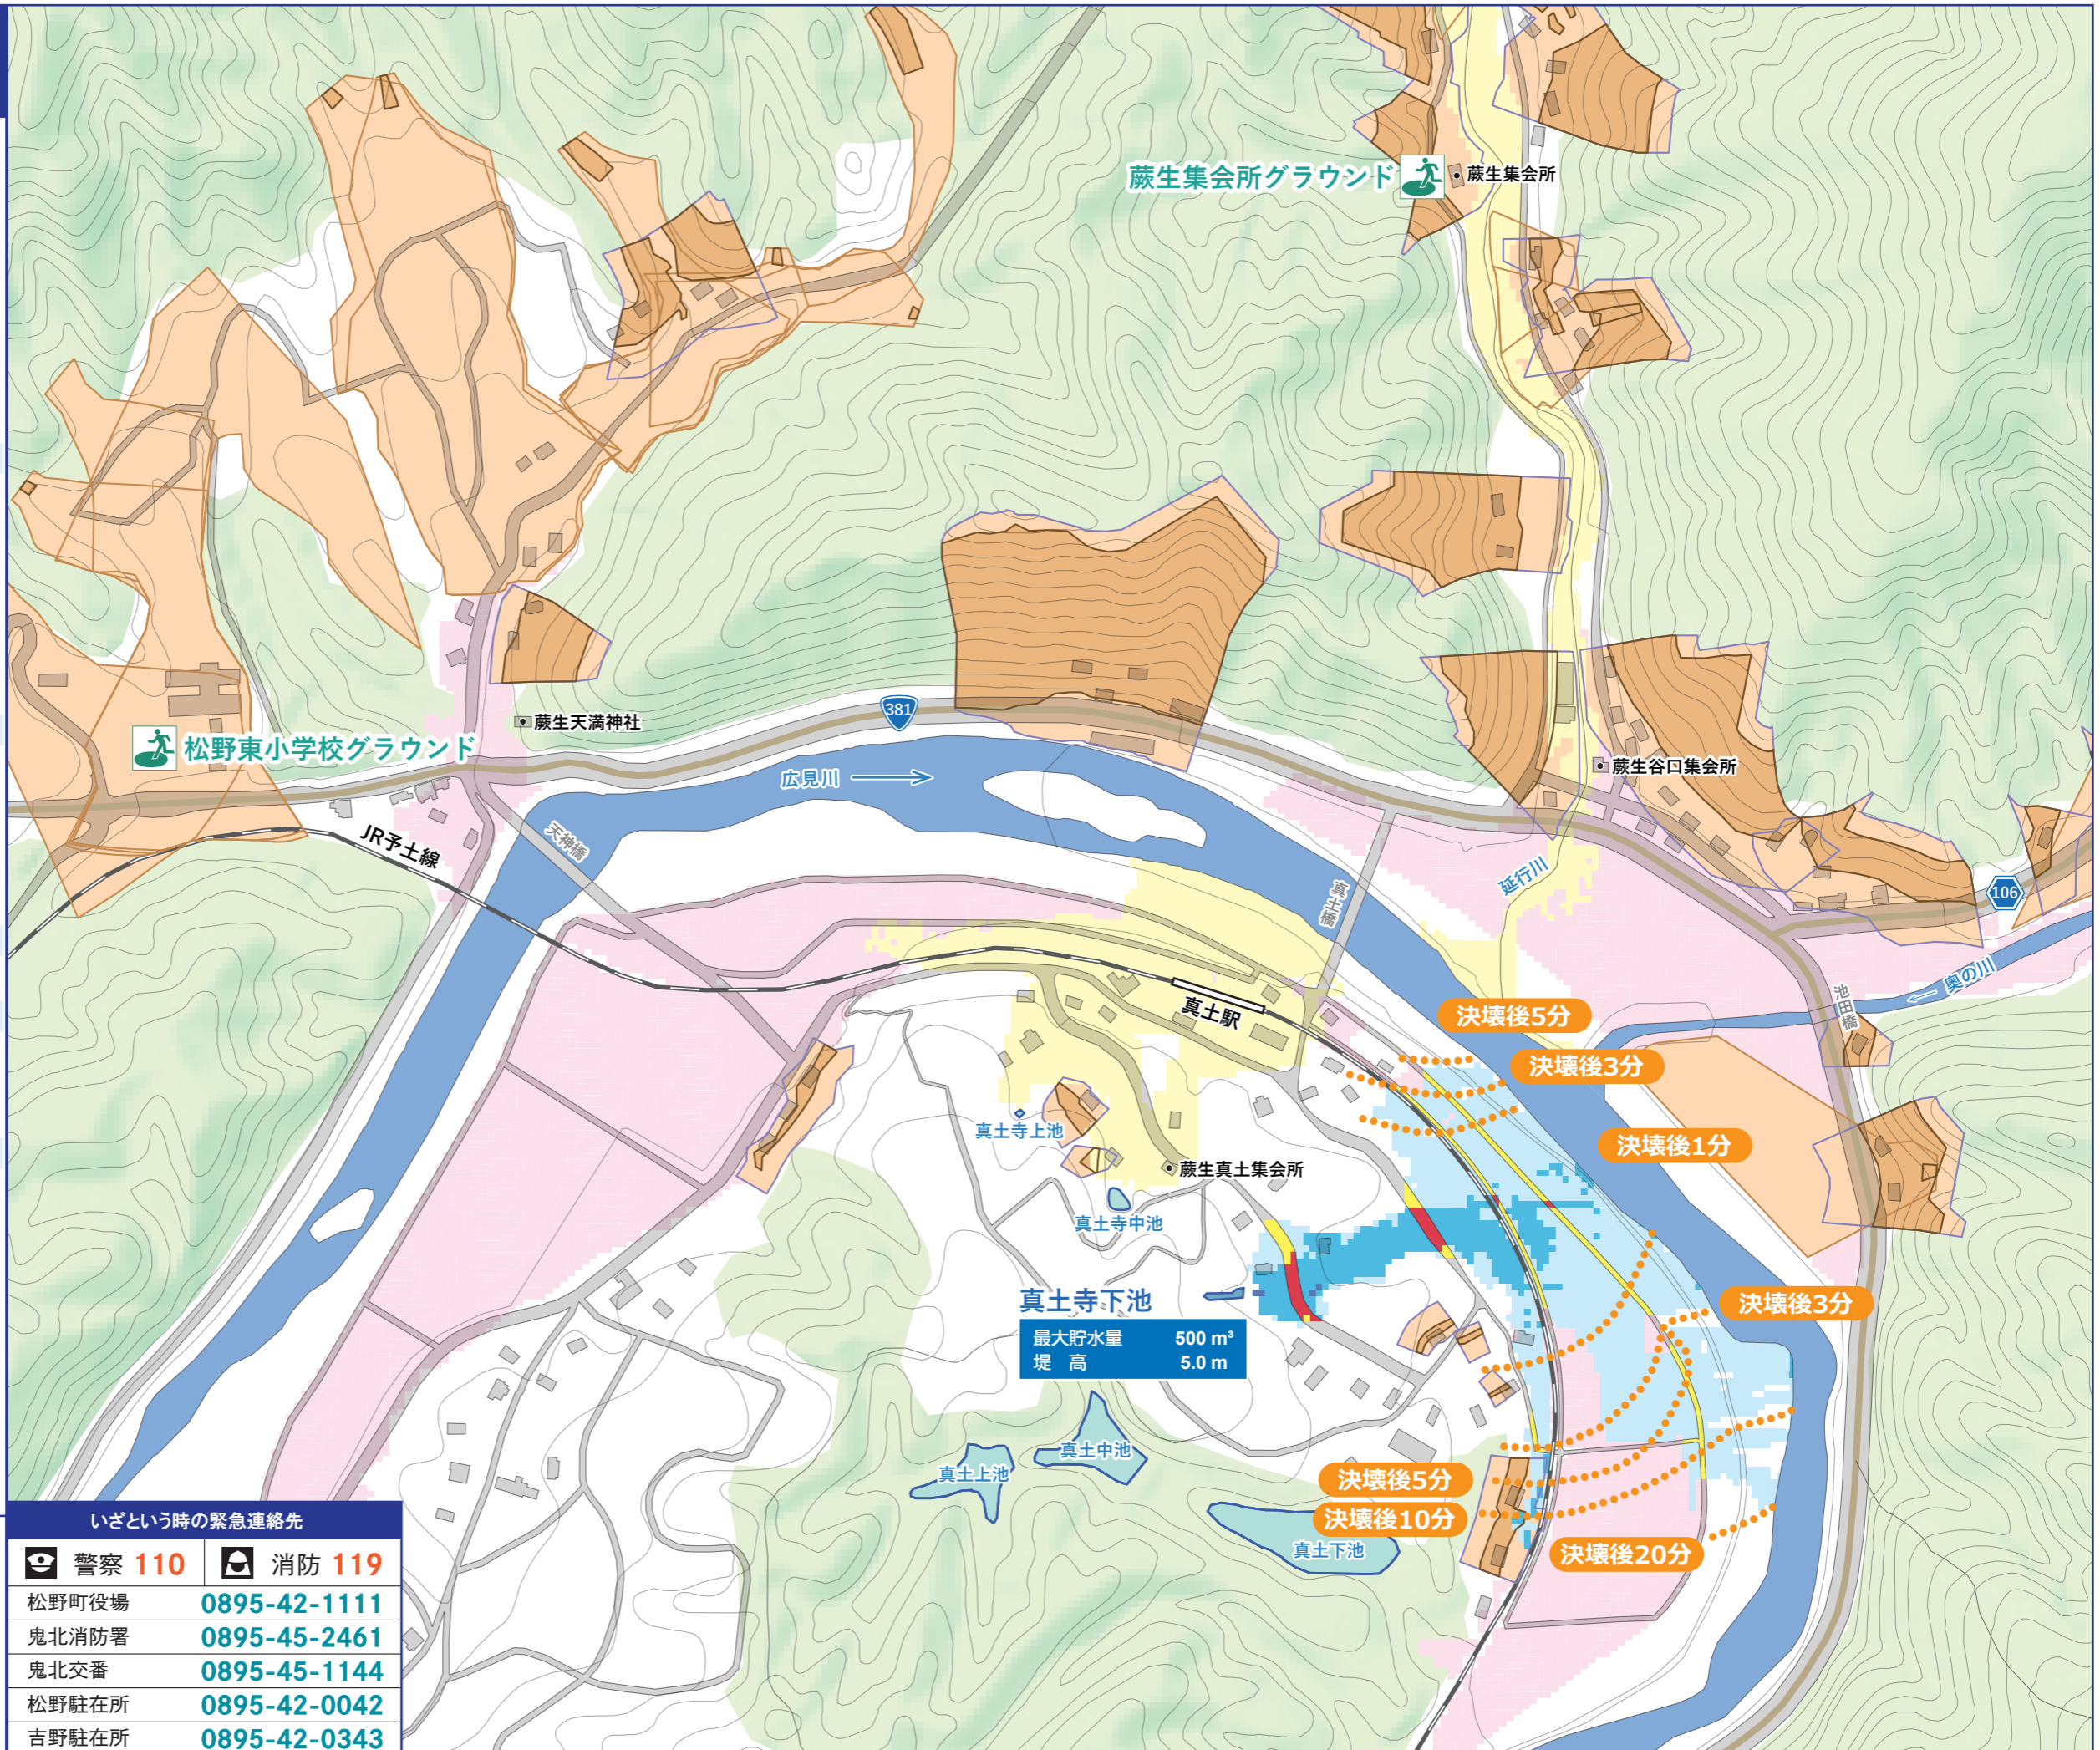 蕨生集会所グラウンド
蕨生集会所
381
蕨生天満神社
松野東小学校グラウンド
広見川
JR予土線
天神橋
真土橋
延行川
蕨生谷口集会所
106
奥の川
池田橋
真土駅
決壊後5分
決壊後3分
決壊後1分
真土寺上池
蕨生真土集会所
真土寺中池
真土寺下池
最大貯水量 500 m³
堤 高 5.0 m
決壊後3分
真土中池
真土上池
決壊後5分
決壊後10分
真土下池
決壊後20分
いざという時の緊急連絡先
警察 110 消防 119
松野町役場 0895-42-1111
鬼北消防署 0895-45-2461
鬼北交番 0895-45-1144
松野駐在所 0895-42-0042
吉野駐在所 0895-42-0343